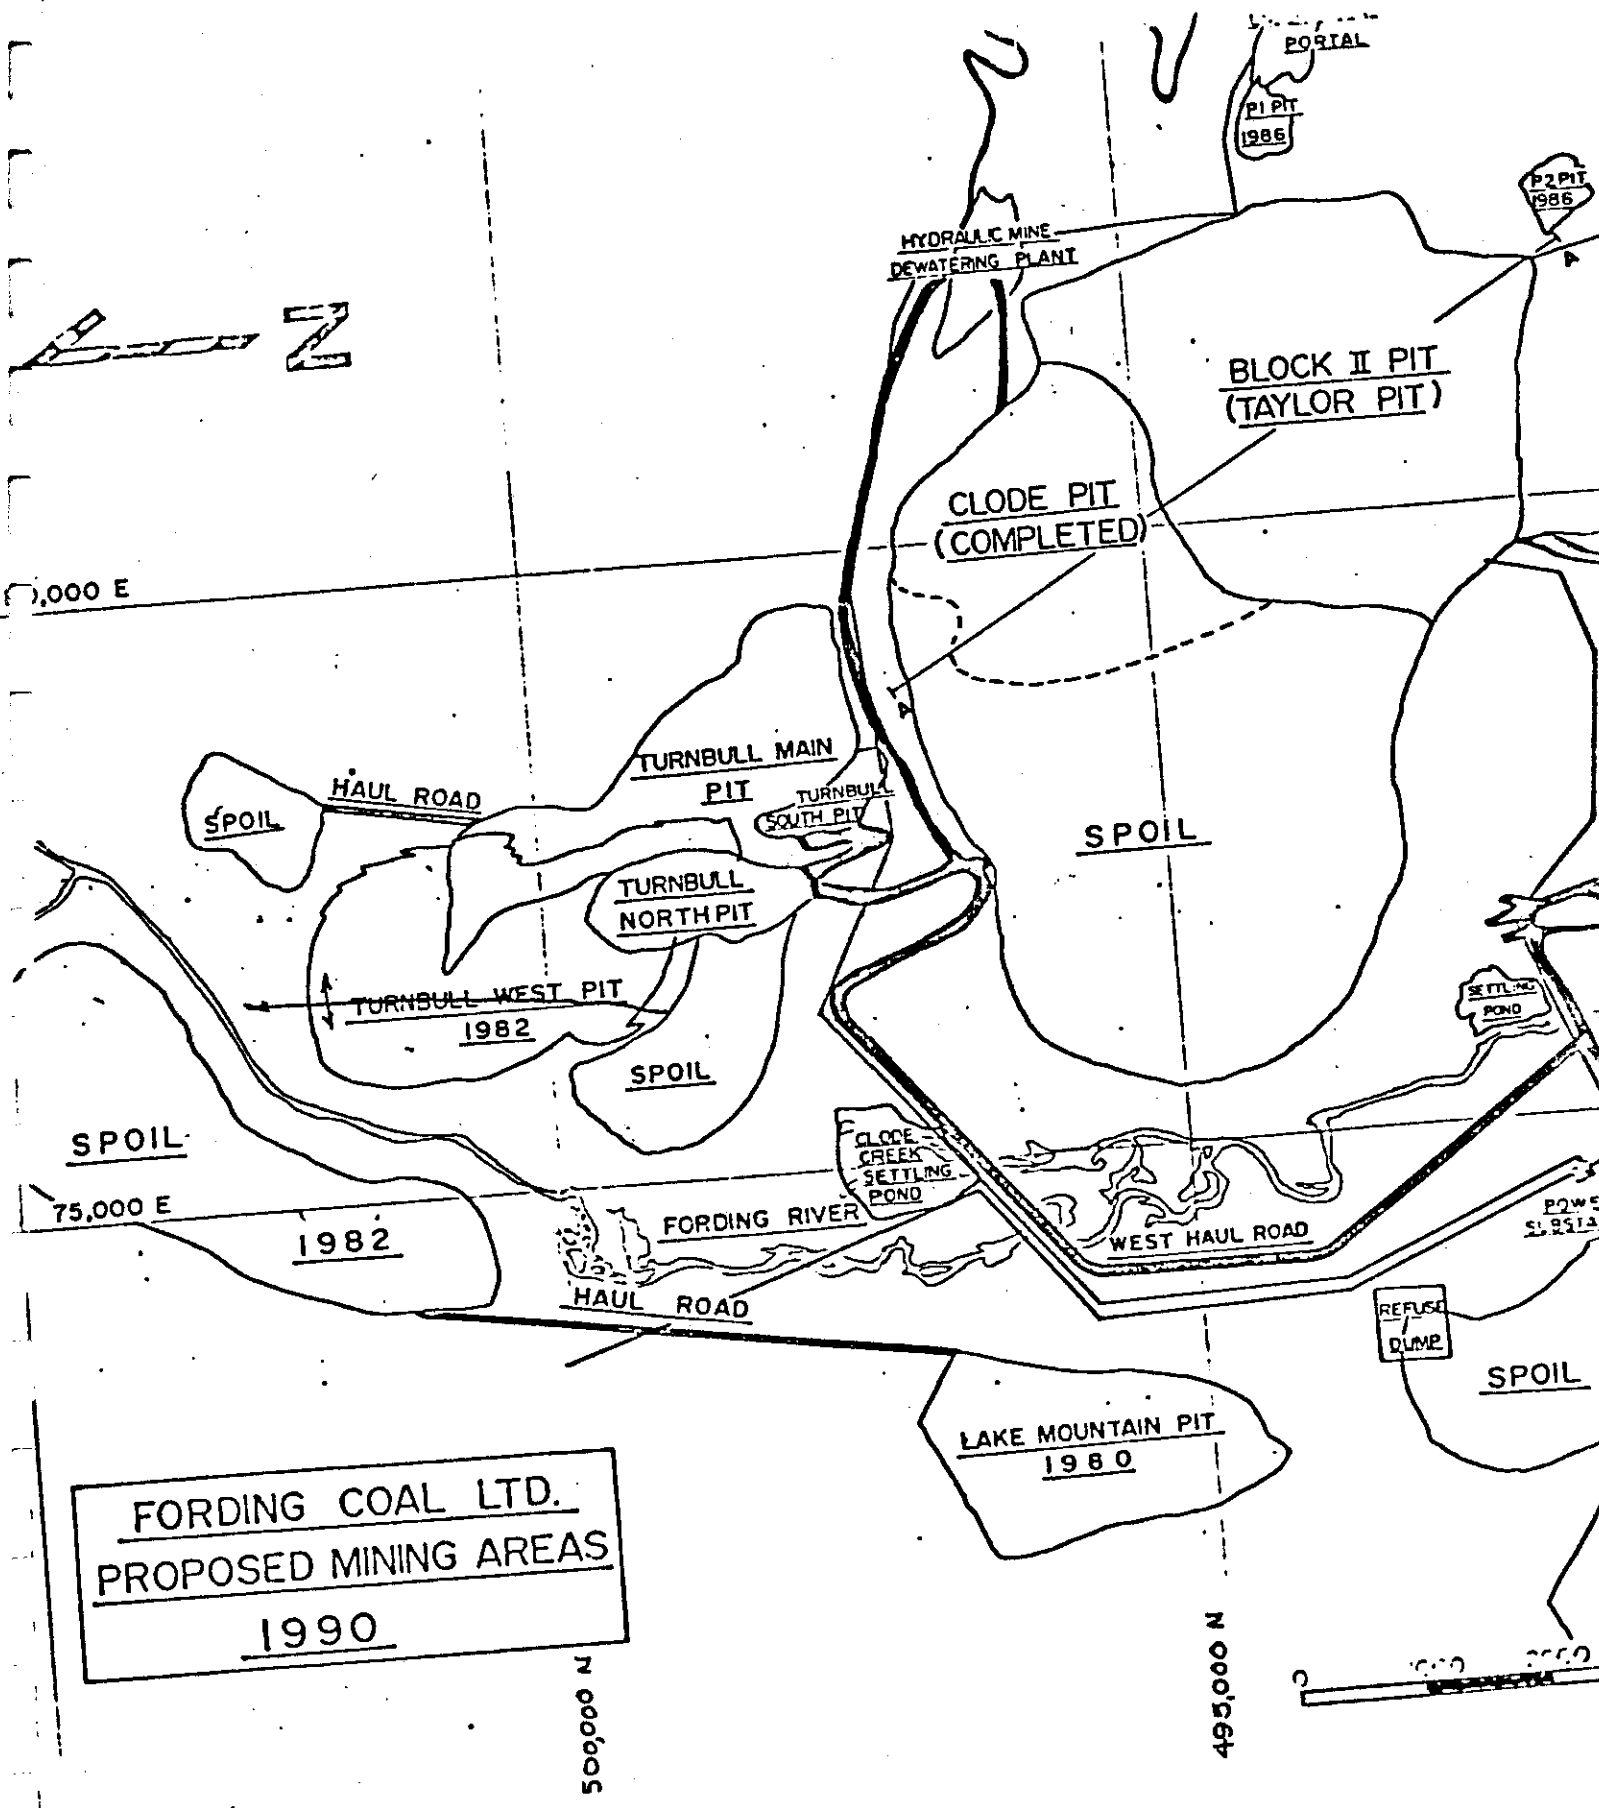 PORTAL
P1 PIT
1986
P2 PIT
1986
HYDRAULIC MINE
DEWATERING PLANT
A
N
BLOCK II PIT
(TAYLOR PIT)
CLODE PIT
(COMPLETED)
,000 E
A
TURNBULL MAIN
PIT
HAUL ROAD
TURNBULL
SOUTH PIT
SPOIL
SPOIL
TURNBULL
NORTH PIT
TURNBULL WEST PIT
1982
SETTLING
POND
SPOIL
SPOIL
CLODE
CREEK
SETTLING
POND
75,000 E
FORDING RIVER
WEST HAUL ROAD
1982
HAUL ROAD
REFUSE
DUMP
SPOIL
LAKE MOUNTAIN PIT
1980
FORDING COAL LTD.
PROPOSED MINING AREAS
1990
500,000 N
495,000 N
0